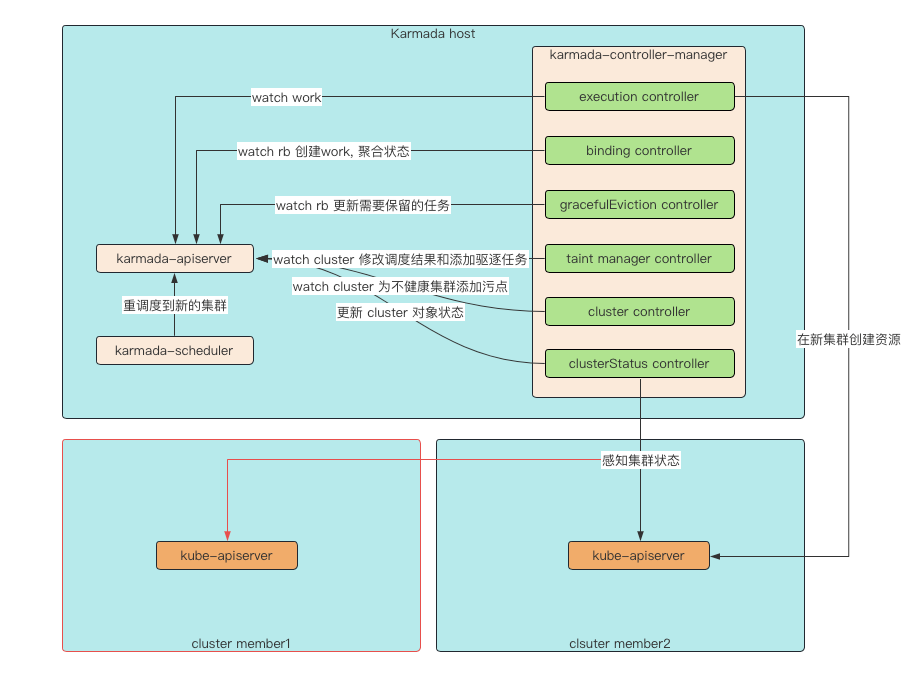 Karmada host
karmada-controller-manager
watch work
execution controller
watch rb 创建work, 聚合状态
binding controller
watch rb 更新需要保留的任务
gracefulEviction controller
karmada-apiserver
watch cluster 修改调度结果和添加驱逐任务
taint manager controller
watch cluster 为不健康集群添加污点
重调度到新的集群
更新 cluster 对象状态
cluster controller
在新集群创建资源
karmada-scheduler
clusterStatus controller
感知集群状态
kube-apiserver
kube-apiserver
cluster member1
clsuter member2